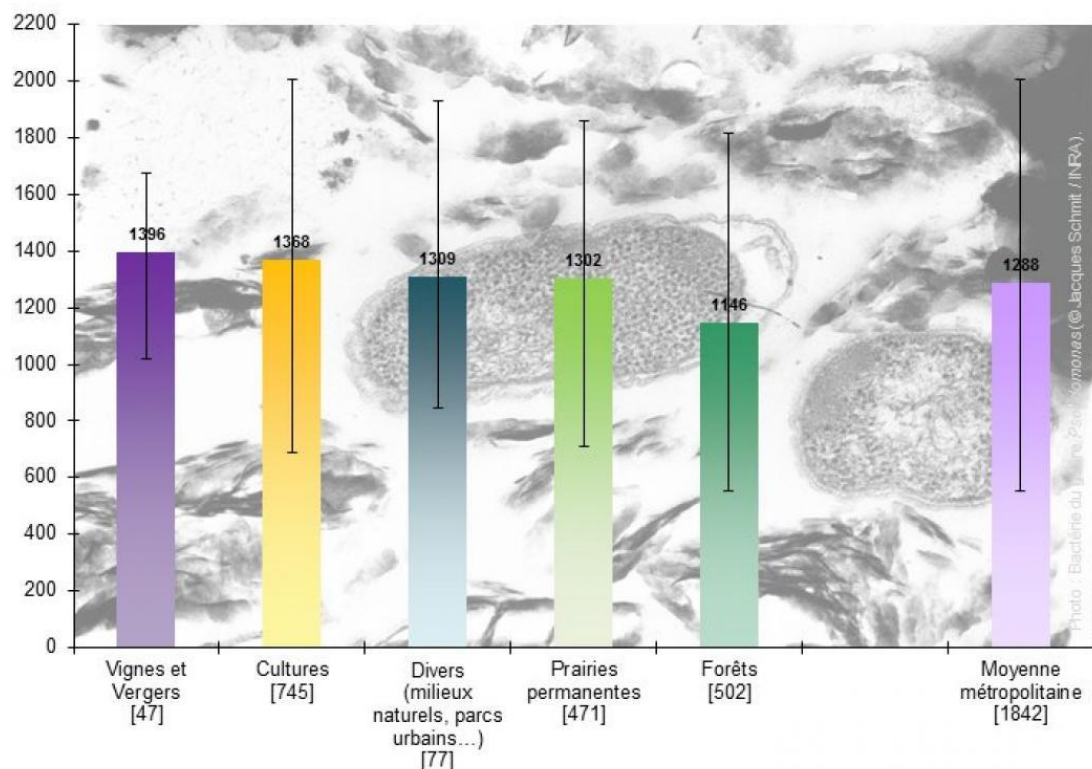 2200
2000
1800
1600
1400
1200
1000
800
600
400
200
0
1396
1368
1309
1302
1146
1288
Vignes et
Vergers
[47]
Cultures
[745]
Divers
(milieux
naturels, parcs
urbains…)
[77]
Prairies
permanentes
[471]
Forêts
[502]
Moyenne
métropolitaine
[1842]
Photo : Bactérie du genre (© Jacques Schmit / INRA).